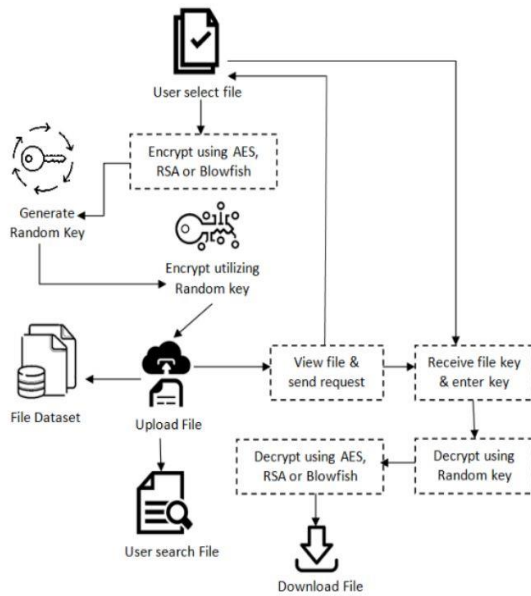 User select file
Encrypt using AES,
RSA or Blowfish
Generate
Random Key
Encrypt utilizing
Random key
File Dataset
Upload File
View file &
send request
Receive file key
& enter key
Decrypt using AES,
RSA or Blowfish
Decrypt using
Random key
User search File
Download File